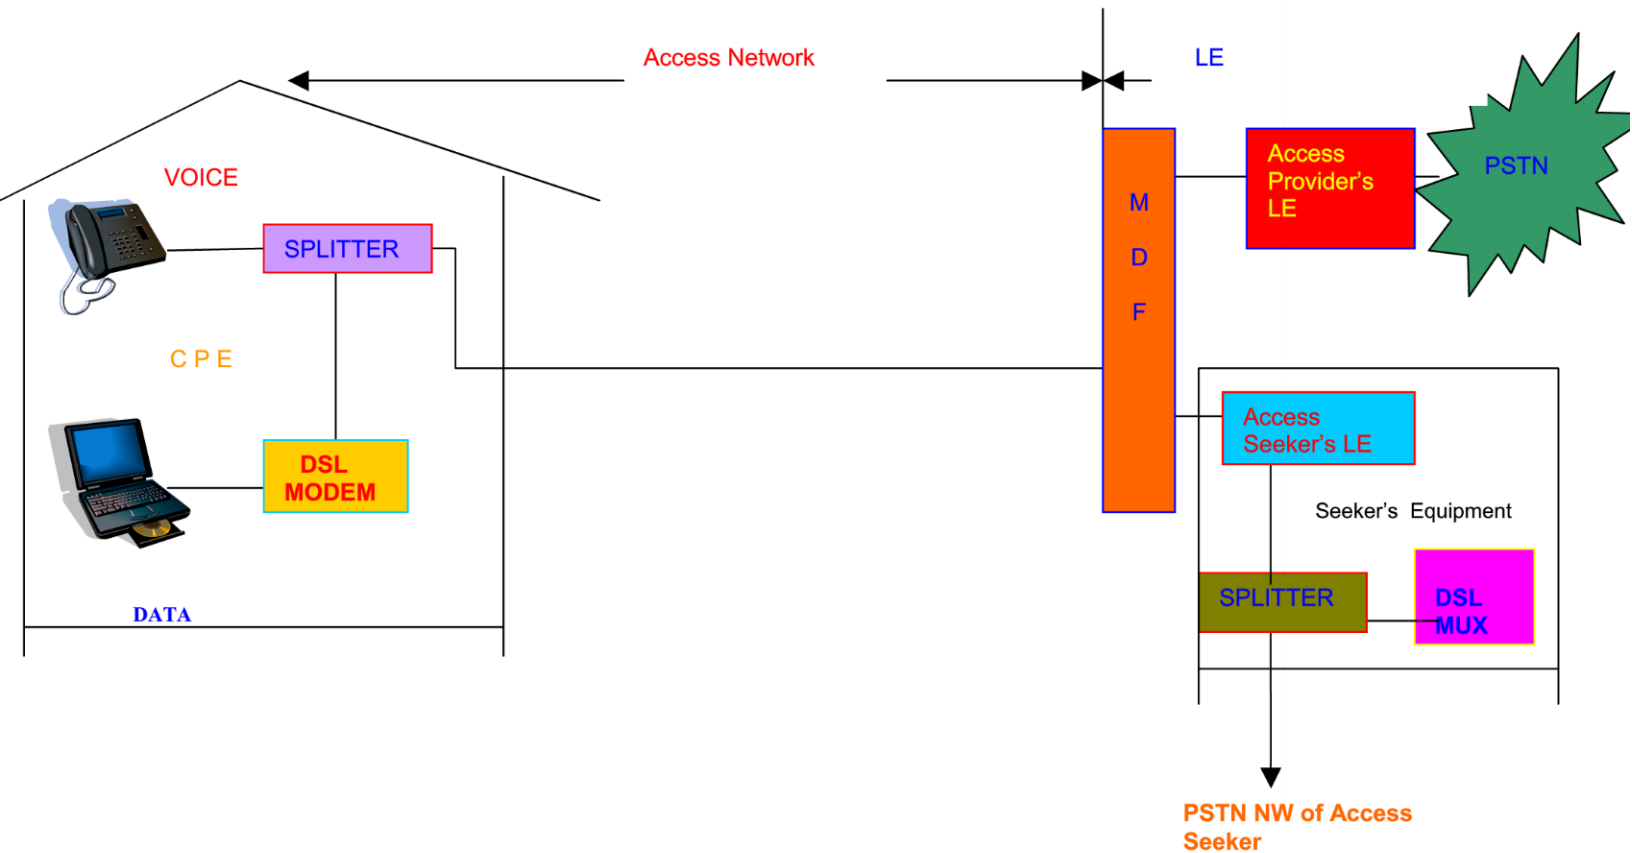 Access Network
LE
VOICE
SPLITTER
C P E
DSL
MODEM
DATA
M
D
F
Access
Provider's
LE
PSTN
Access
Seeker's LE
Seeker's Equipment
SPLITTER
DSL
MUX
PSTN NW of Access
Seeker